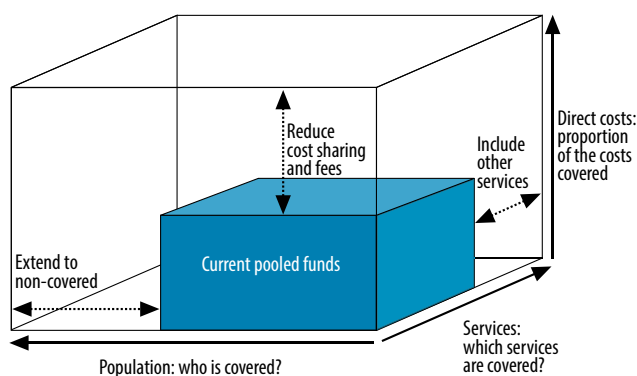 Direct costs:
proportion
of the costs
covered
Reduce
cost sharing
and fees
Include
other
services
Extend to
non-covered
Current pooled funds
Services:
which services
are covered?
Population: who is covered?